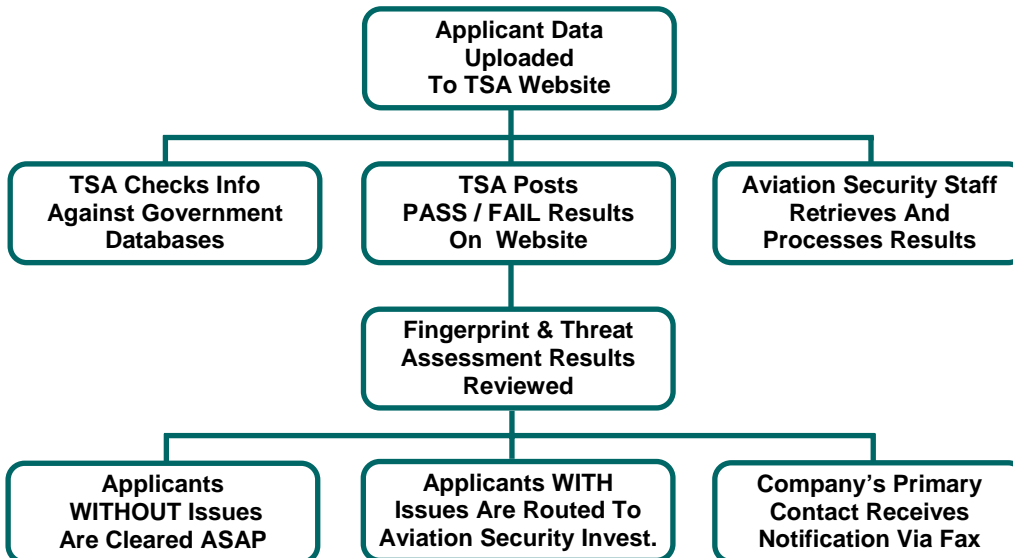 Applicant Data
Uploaded
To TSA Website
TSA Checks Info
Against Government
Databases
TSA Posts
PASS / FAIL Results
On Website
Aviation Security Staff
Retrieves And
Processes Results
Fingerprint & Threat
Assessment Results
Reviewed
Applicants
WITHOUT Issues
Are Cleared ASAP
Applicants WITH
Issues Are Routed To
Aviation Security Invest.
Company’s Primary
Contact Receives
Notification Via Fax